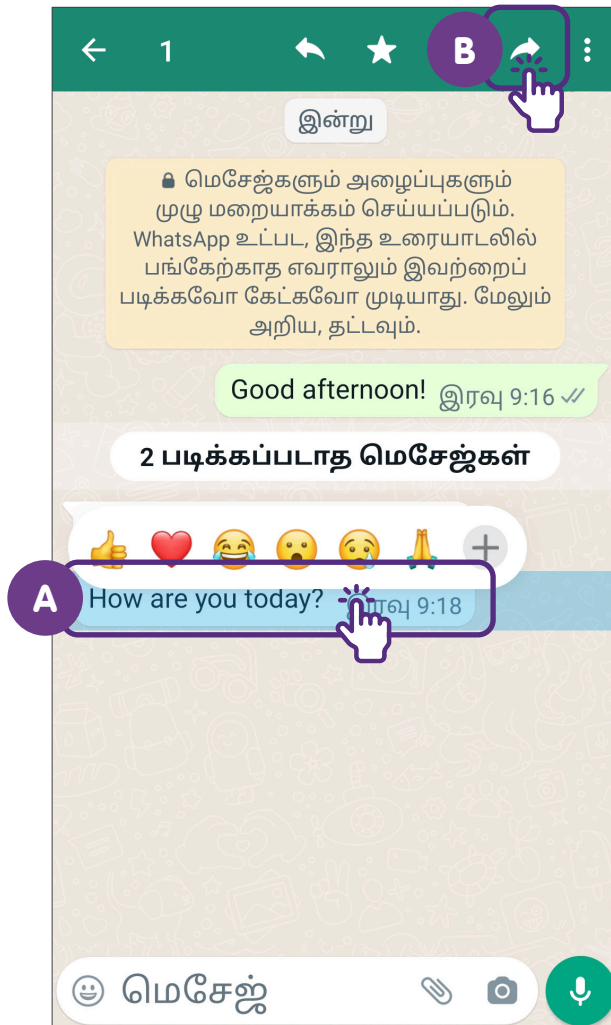 1
B
இன்று
மெசேஜ்களும் அழைப்புகளும்
முழு மறையாக்கம் செய்யப்படும்.
WhatsApp உட்பட, இந்த உரையாடலில்
பங்கேற்காத எவராலும் இவற்றைப்
படிக்கவோ கேட்கவோ முடியாது. மேலும்
அறிய, தட்டவும்.
Good afternoon! இரவு 9:16
2 படிக்கப்படாத மெசேஜ்கள்
A
How are you today? இரவு 9:18
மெசேஜ்